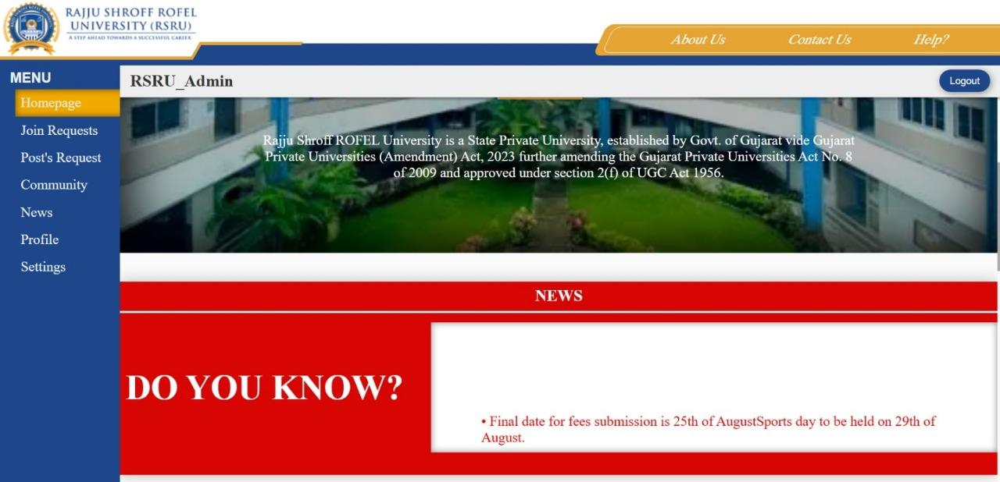 RAJJU SHROFF ROFEL
UNIVERSITY (RSRU)
A STEP AHEAD TOWARDS A SUCCESSFUL CAREER
About Us
Contact Us
Help?
MENU
Homepage
Join Requests
Post's Request
Community
News
Profile
Settings
RSRU_Admin
Logout
Rajju Shroff ROFEL University is a State Private University, established by Govt. of Gujarat vide Gujarat
Private Universities (Amendment) Act, 2023 further amending the Gujarat Private Universities Act No. 8
of 2009 and approved under section 2(f) of UGC Act 1956.
NEWS
DO YOU KNOW?
• Final date for fees submission is 25th of AugustSports day to be held on 29th of
August.